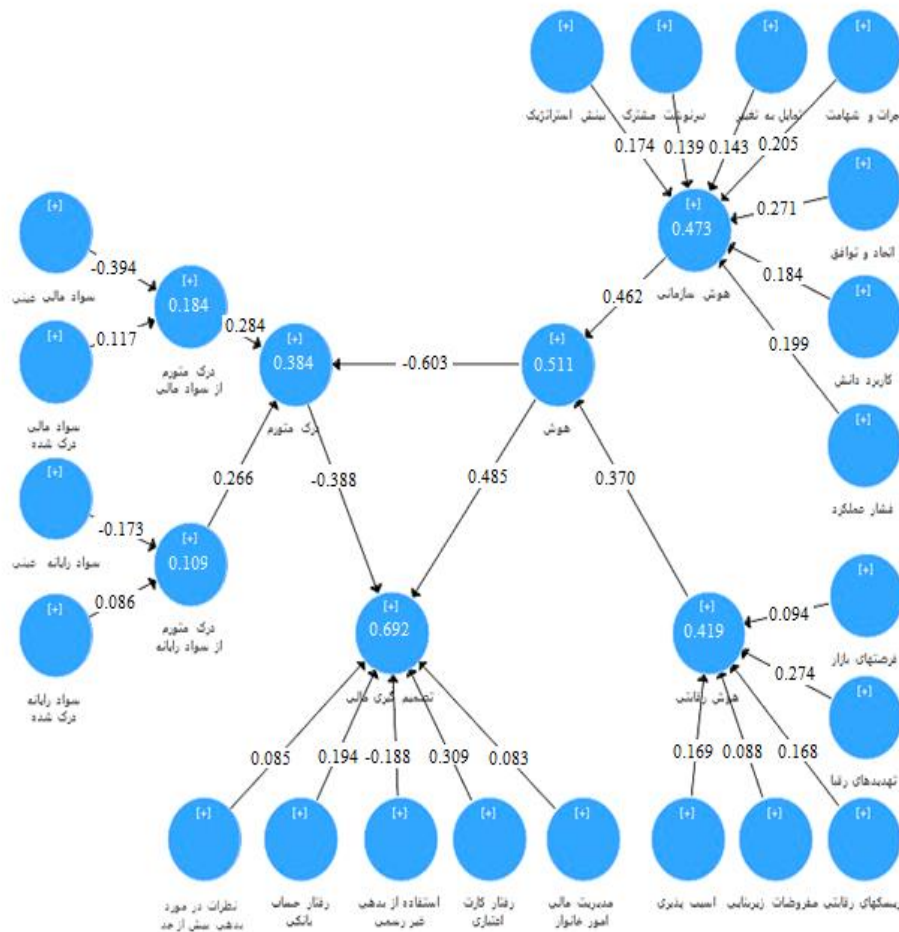 [+]
[+]
[+]
[+]
بینش استراتژیک
سرنوشت مشترک
تمایل به تغییر
جرات و شهامت
0.174
0.139
0.143
0.205
[+]
اتحاد و توافق
0.271
[+]
0.473
هوش سازمانی
[+]
سواد مالی عینی
-0.394
[+]
0.184
درک متورم
از سواد مالی
0.117
0.284
[+]
سواد مالی
درک شده
[+]
0.384
درک متورم
-0.603
[+]
0.511
هوش
0.462
0.184
[+]
کاربرد دانش
0.199
[+]
فشار عملکرد
[+]
سواد رایانه عینی
-0.173
0.266
-0.388
0.485
0.370
[+]
0.109
درک متورم
از سواد رایانه
0.086
[+]
سواد رایانه
درک شده
[+]
0.692
تصمیم گیری مالی
[+]
0.419
هوش رقابتی
0.094
[+]
فرصتهای بازار
0.274
[+]
تهدیدهای رقبا
0.085
0.194
-0.188
0.309
0.083
0.169
0.088
0.168
[+]
نظرات در مورد
بدهی بیش از حد
[+]
رفتار حساب
بانکی
[+]
استفاده از بدهی
غیر رسمی
[+]
رفتار کارت
اعتباری
[+]
مدیریت مالی
امور خانوار
[+]
آسیب پذیری
[+]
مفروضات زیربنایی
[+]
ریسکهای رقابتی